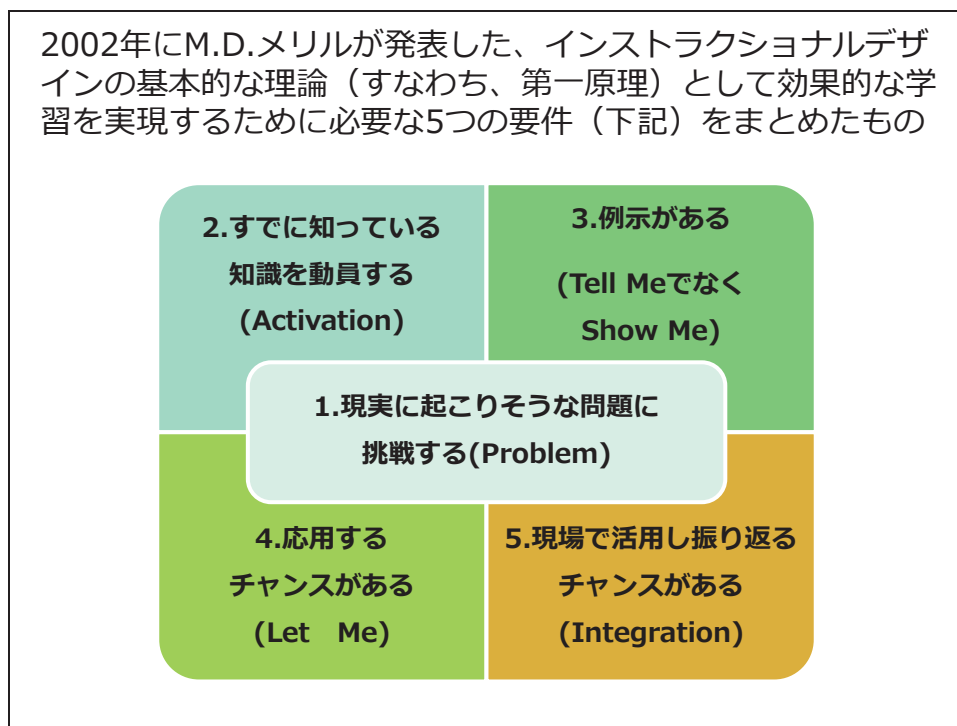 2002年にM.D.メリルが発表した、インストラクショナルデザ
インの基本的な理論（すなわち、第一原理）として効果的な学
習を実現するために必要な5つの要件（下記）をまとめたもの
2.すでに知っている
知識を動員する
(Activation)
3.例示がある
(Tell Meでなく
Show Me)
1.現実に起こりそうな問題に
挑戦する(Problem)
4.応用する
チャンスがある
(Let　Me)
5.現場で活用し振り返る
チャンスがある
(Integration)